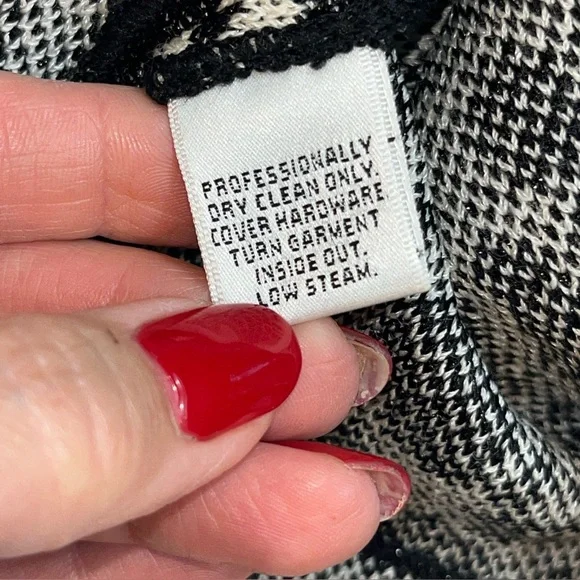 PROFESSIONALLY
DRY CLEAN ONLY.
COVER HARDWARE
TURN GARMENT
INSIDE OUT.
LOW STEAM.